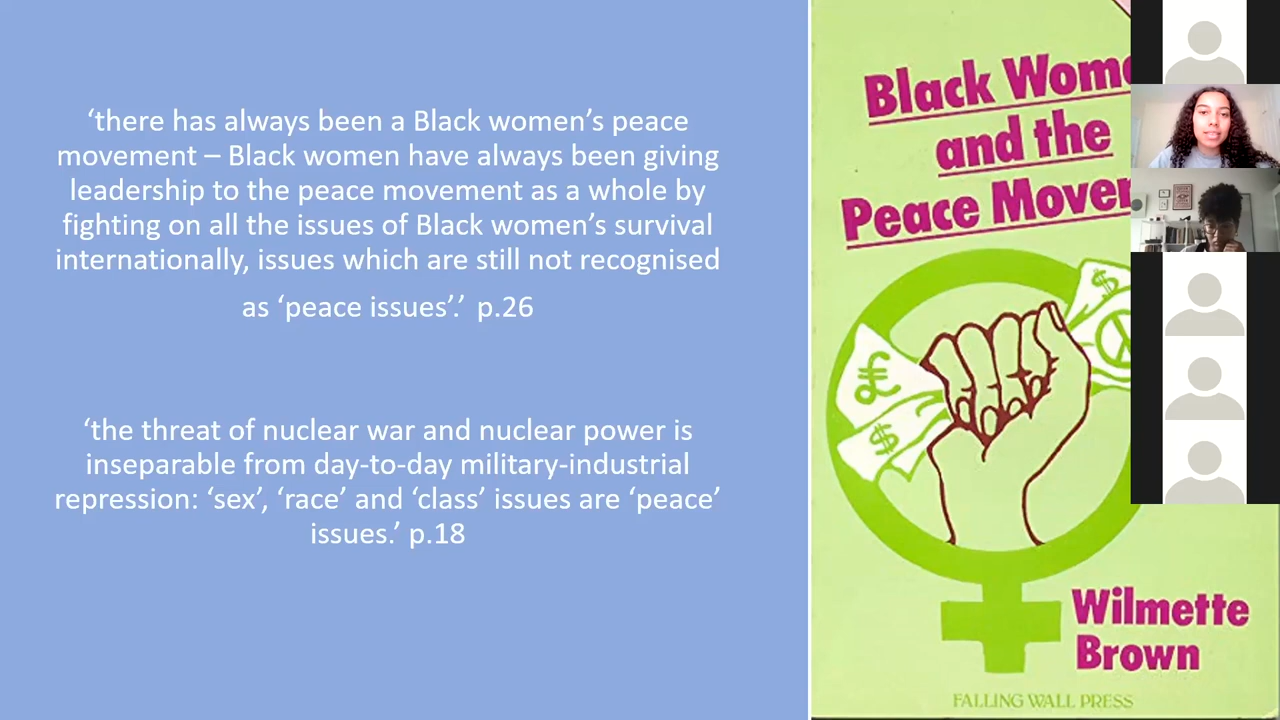 ‘there has always been a Black women’s peace
movement – Black women have always been giving
leadership to the peace movement as a whole by
fighting on all the issues of Black women’s survival
internationally, issues which are still not recognised
as ‘peace issues’.’ p.26
‘the threat of nuclear war and nuclear power is
inseparable from day-to-day military-industrial
repression: ‘sex’, ‘race’ and ‘class’ issues are ‘peace’
issues.’ p.18
Black Wome
and the
Peace Movem
£
$
$
Wilmette
Brown
FALLING WALL PRESS